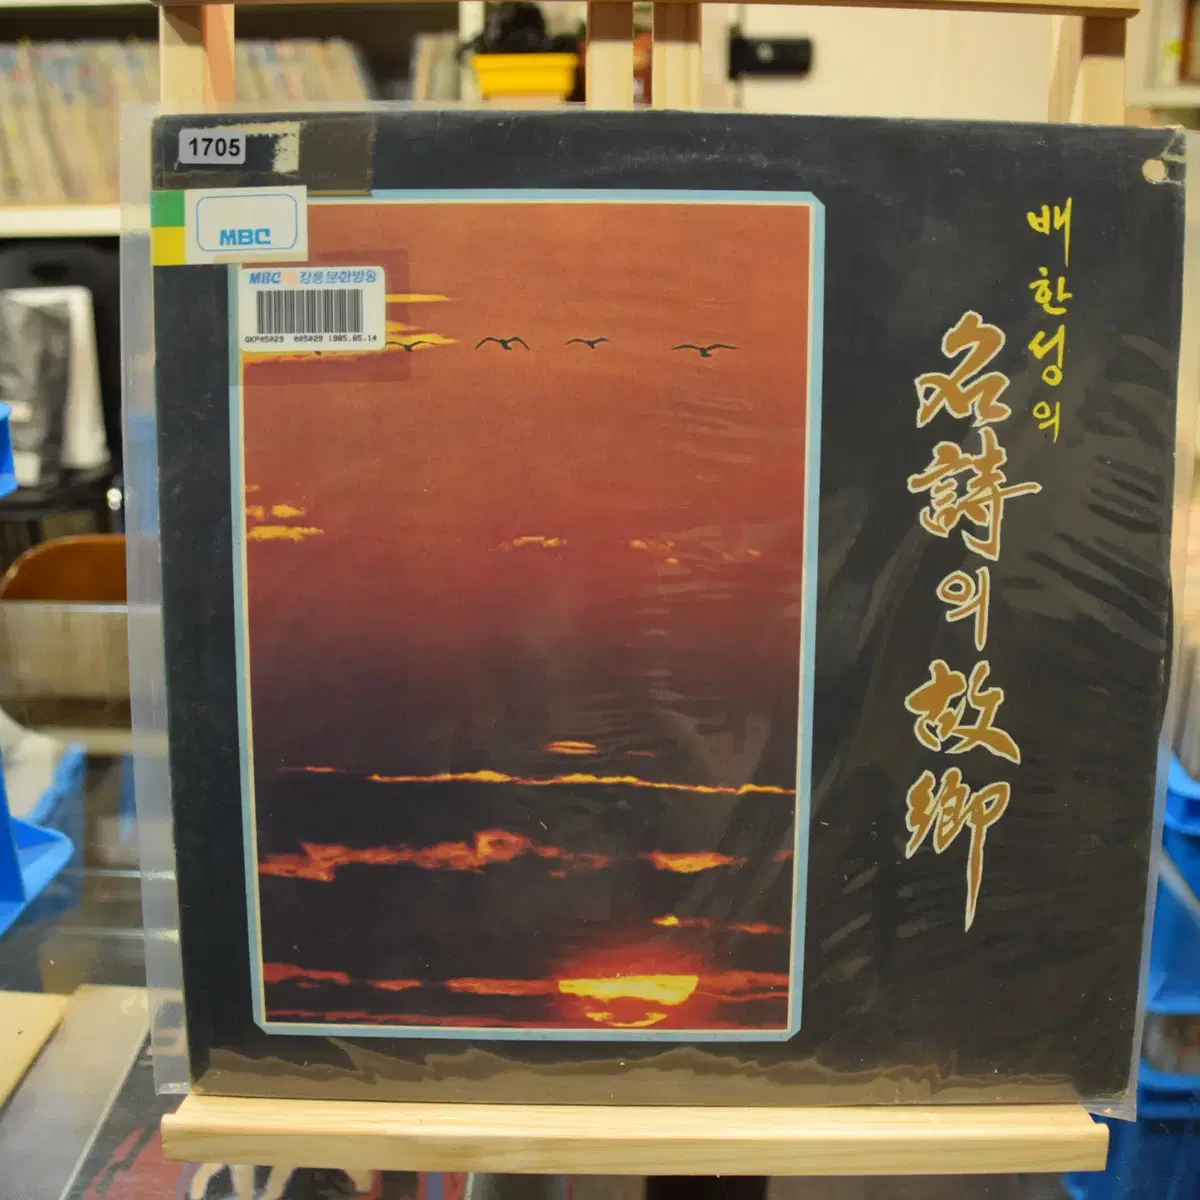 1705
MBC
MBC 강릉문화방송
GKP05029 005029 1985.05.14
배한성의
名詩의 故鄉